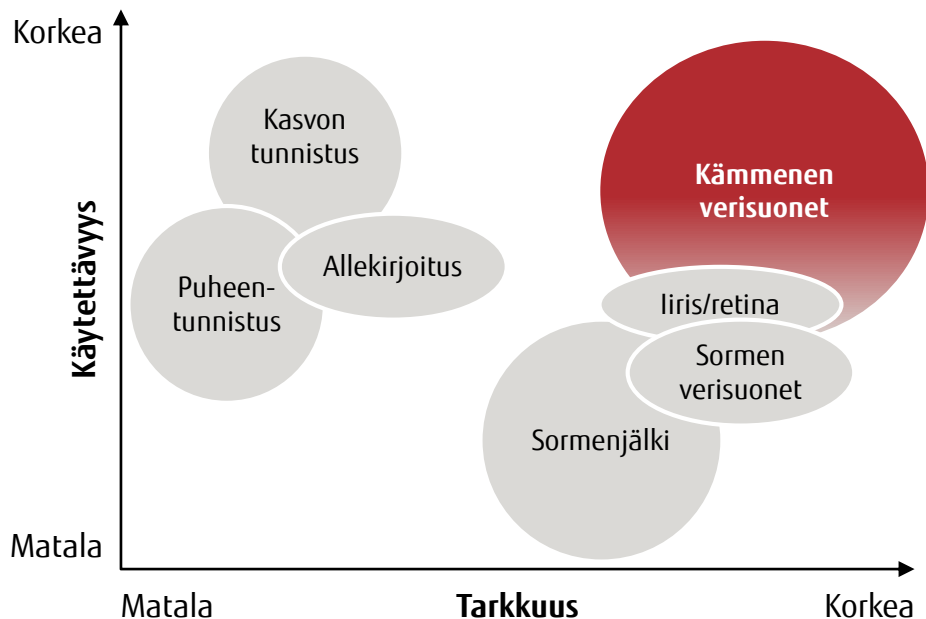 Korkea
Kasvon
tunnistus
Kämmenen
verisuonet
Käytettävyys
Allekirjoitus
Puheen-
tunnistus
Iiris/retina
Sormen
verisuonet
Sormenjälki
Matala
Matala
Tarkkuus
Korkea